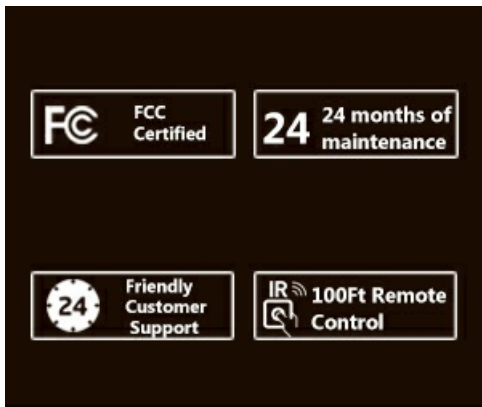 FC
FCC
Certified
24
24 months of
maintenance
24
Friendly
Customer
Support
IR
100Ft Remote
Control